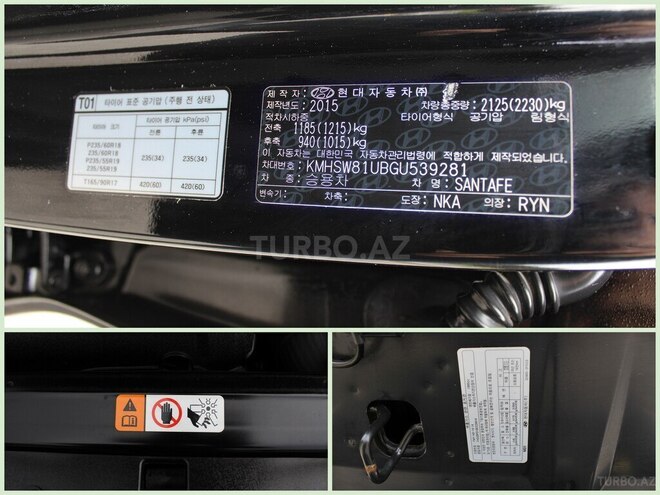 T01 타이어 표준 공기압 (주행 전 상태)
타이어 크기 타이어 공기압 kPa(psi)
전륜 후륜
P235/60R18
235/60R18
P235/55R19
235/55R19
235(34) 235(34)
T165/90R17 420(60) 420(60)
제 작 자: 현대자동차㈜
제작년도: 2015 차량총중량: 2125(2230)kg
적차시하중 타이어형식 공기압 림형식
전축 1185(1215)kg
후축 940(1015)kg
이 자동차는 대한민국 자동차관리법령에 적합하게 제작되었습니다.
차대번호: KMHSW81UBGU539281
차 종: 승용차 차 명: SANTAFE
변속기: 차축: 도장: NKA 의장: RYN
TURBO.AZ
TURBO.AZ